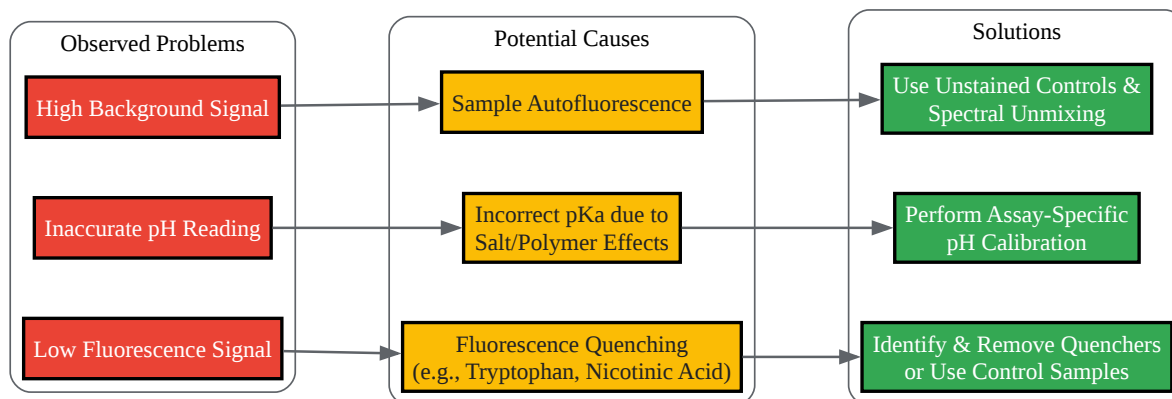 Observed Problems
Potential Causes
Solutions
High Background Signal
Sample Autofluorescence
Use Unstained Controls &
Spectral Unmixing
Inaccurate pH Reading
Incorrect pKa due to
Salt/Polymer Effects
Perform Assay-Specific
pH Calibration
Low Fluorescence Signal
Fluorescence Quenching
(e.g., Tryptophan, Nicotinic Acid)
Identify & Remove Quenchers
or Use Control Samples